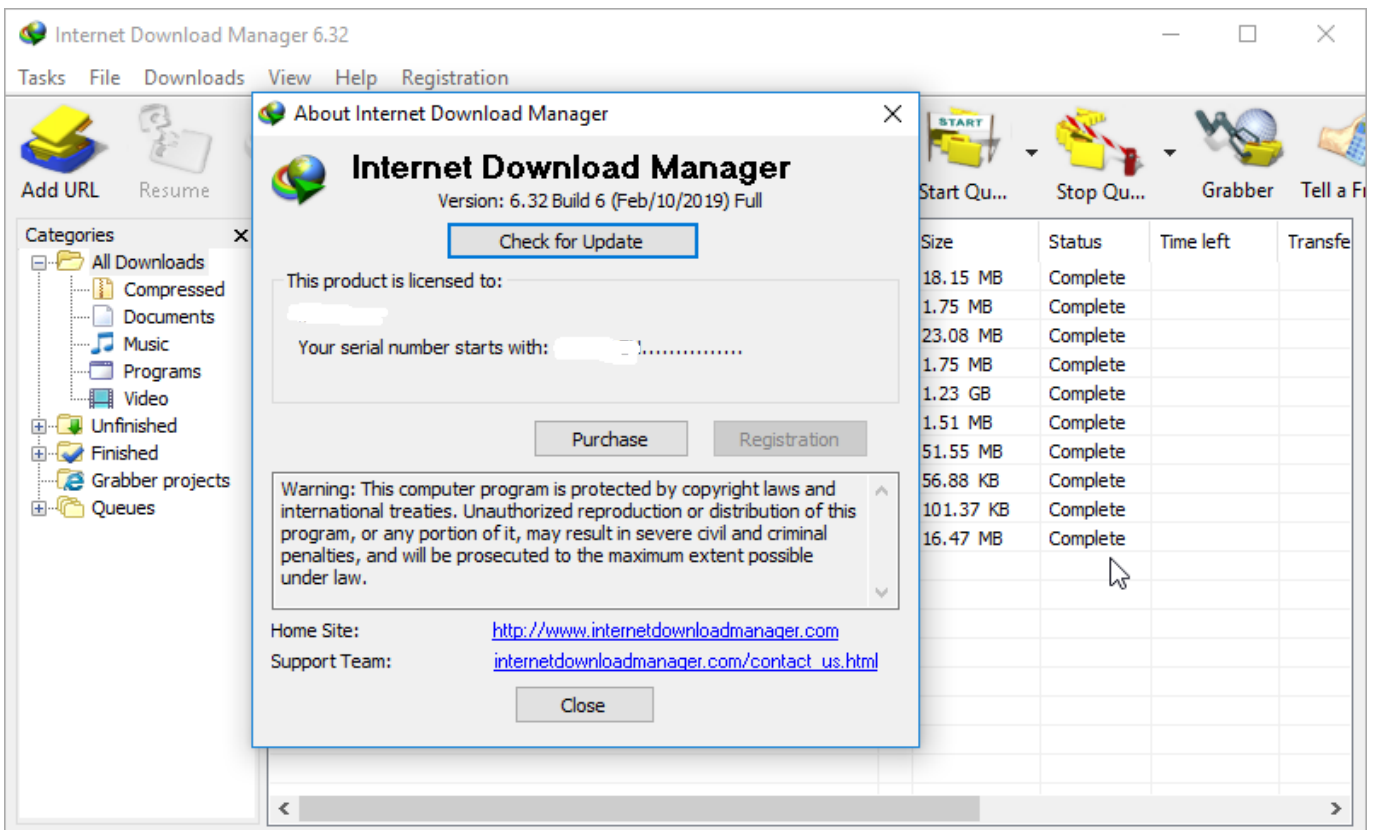 Internet Download Manager 6.32
Tasks File Downloads View Help Registration
Add URL
Resume
Start Qu...
Stop Qu...
Grabber
Tell a Fr
START
Categories
All Downloads
Compressed
Documents
Music
Programs
Video
Unfinished
Finished
Grabber projects
Queues
About Internet Download Manager
Internet Download Manager
Version: 6.32 Build 6 (Feb/10/2019) Full
Check for Update
This product is licensed to:
Your serial number starts with: ...............
Purchase
Registration
Warning: This computer program is protected by copyright laws and
international treaties. Unauthorized reproduction or distribution of this
program, or any portion of it, may result in severe civil and criminal
penalties, and will be prosecuted to the maximum extent possible
under law.
Home Site: http://www.internetdownloadmanager.com
Support Team: internetdownloadmanager.com/contact_us.html
Close
Size Status Time left Transfe
18.15 MB Complete
1.75 MB Complete
23.08 MB Complete
1.75 MB Complete
1.23 GB Complete
1.51 MB Complete
51.55 MB Complete
56.88 KB Complete
101.37 KB Complete
16.47 MB Complete